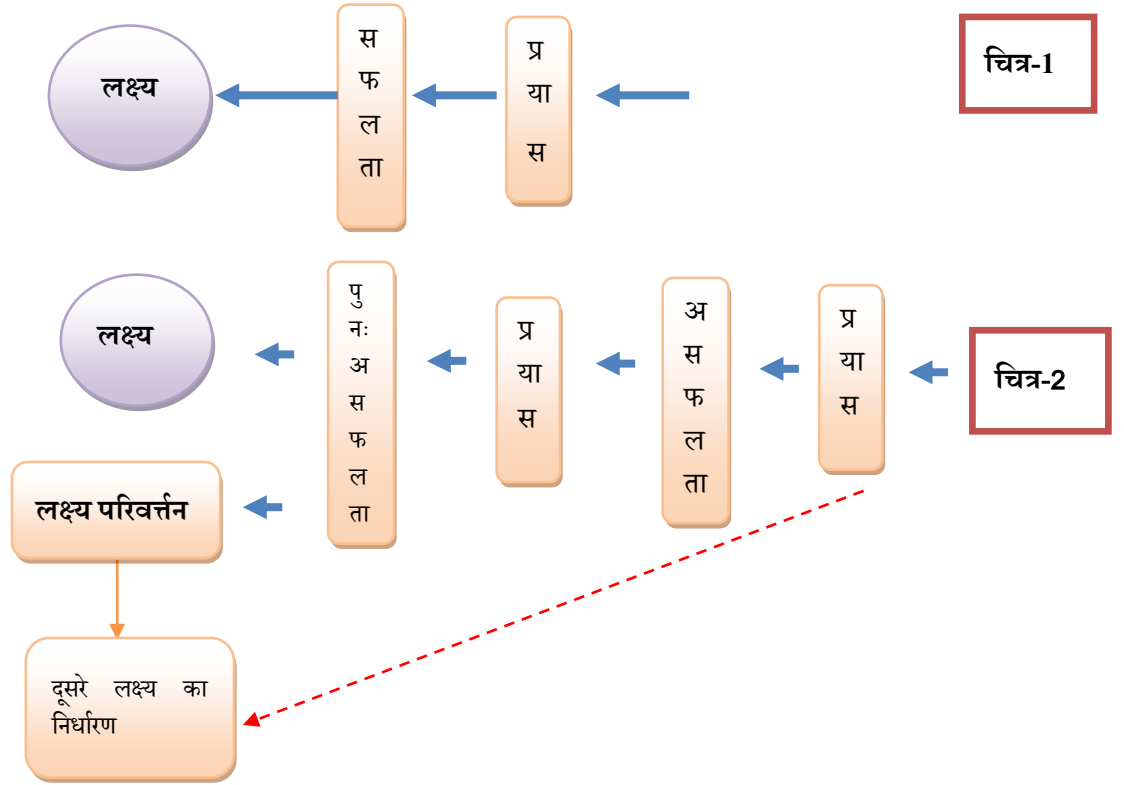 लक्ष्य
सफलता
प्रयास
चित्र-1
लक्ष्य
पुनःअसफलता
प्रयास
असफलता
प्रयास
चित्र-2
लक्ष्य परिवर्त्तन
दूसरे लक्ष्य का
निर्धारण